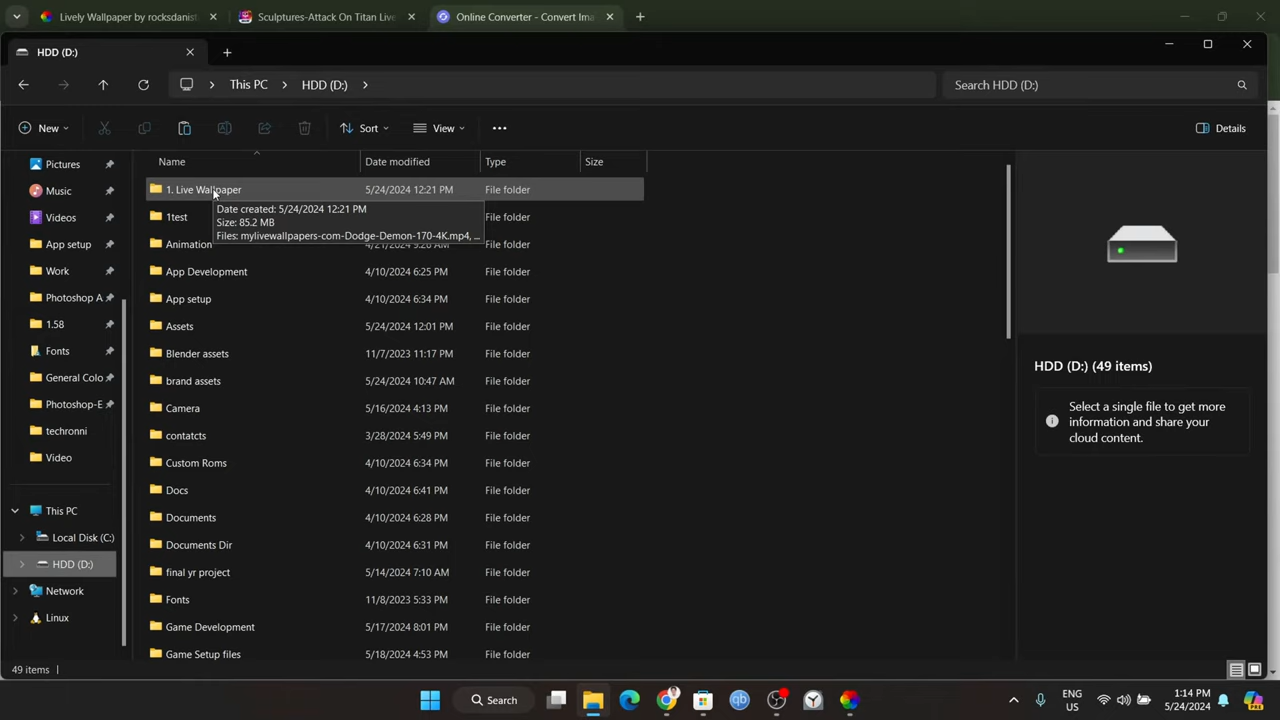 Lively Wallpaper by rocksdanist
Sculptures-Attack On Titan Live
Online Converter - Convert Ima
HDD (D:)
This PC
HDD (D:)
Search HDD (D:)
New
Sort
View
Details
Name
Date modified
Type
Size
Pictures
Music
Videos
App setup
Work
Photoshop A
1.58
Fonts
General Colo
Photoshop-E
techronni
Video
This PC
Local Disk (C:)
HDD (D:)
Network
Linux
1. Live Wallpaper 5/24/2024 12:21 PM File folder
Date created: 5/24/2024 12:21 PM
Size: 85.2 MB
Files: mylivewallpapers-com-Dodge-Demon-170-4K.mp4, ...
1test File folder
Animation 4/21/2024 9:20 AM File folder
App Development 4/10/2024 6:25 PM File folder
App setup 4/10/2024 6:34 PM File folder
Assets 5/24/2024 12:01 PM File folder
Blender assets 11/7/2023 11:17 PM File folder
brand assets 5/24/2024 10:47 AM File folder
Camera 5/16/2024 4:13 PM File folder
contatcts 3/28/2024 5:49 PM File folder
Custom Roms 4/10/2024 6:34 PM File folder
Docs 4/10/2024 6:41 PM File folder
Documents 4/10/2024 6:28 PM File folder
Documents Dir 4/10/2024 6:31 PM File folder
final yr project 5/14/2024 7:10 AM File folder
Fonts 11/8/2023 5:33 PM File folder
Game Development 5/17/2024 8:01 PM File folder
Game Setup files 5/18/2024 4:53 PM File folder
HDD (D:) (49 items)
Select a single file to get more
information and share your
cloud content.
49 items
Search
qb
ENG
US
1:14 PM
5/24/2024
PRE